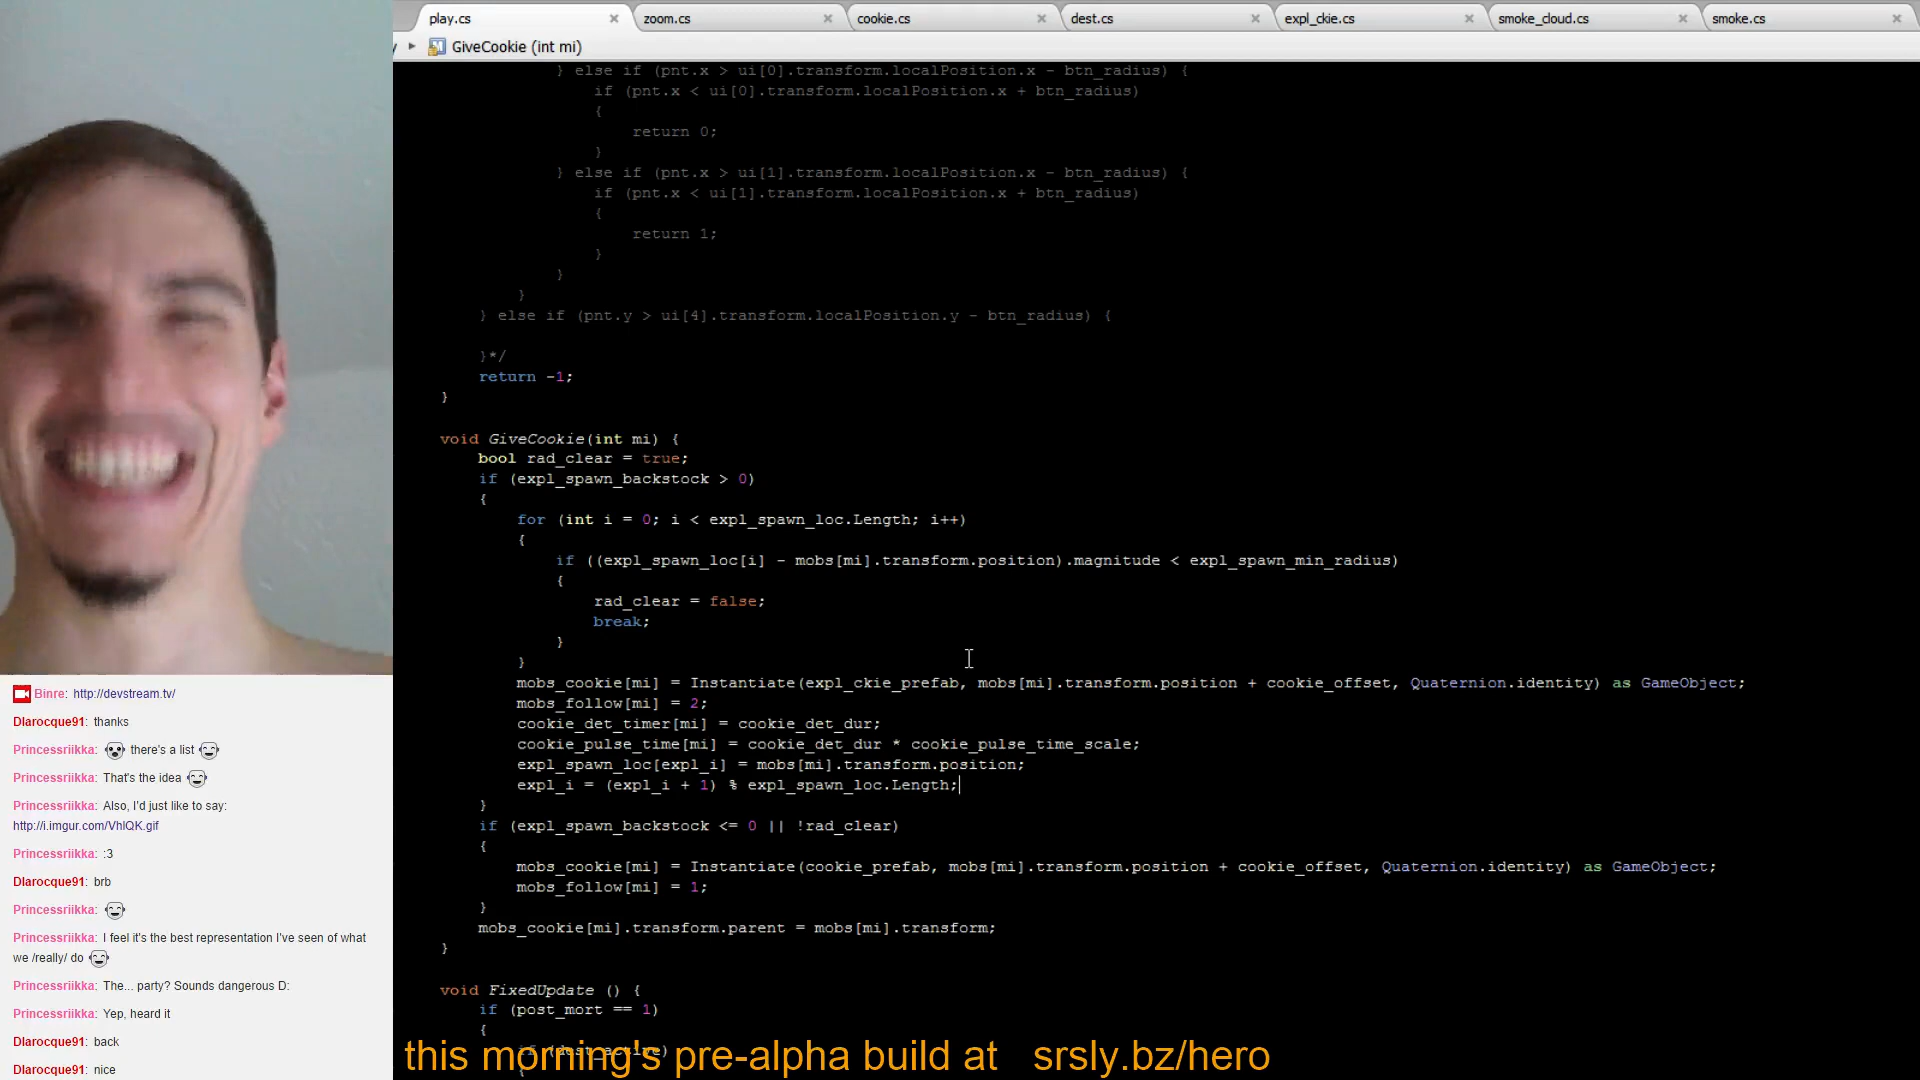 play.cs
zoom.cs
cookie.cs
dest.cs
expl_ckie.cs
smoke_cloud.cs
smoke.cs
GiveCookie (int mi)
} else if (pnt.x > ui[0].transform.localPosition.x - btn_radius) {
if (pnt.x < ui[0].transform.localPosition.x + btn_radius)
{
return 0;
}
} else if (pnt.x > ui[1].transform.localPosition.x - btn_radius) {
if (pnt.x < ui[1].transform.localPosition.x + btn_radius)
{
return 1;
}
}
}
} else if (pnt.y > ui[4].transform.localPosition.y - btn_radius) {
}*/
return -1;
}
void GiveCookie(int mi) {
bool rad_clear = true;
if (expl_spawn_backstock > 0)
{
for (int i = 0; i < expl_spawn_loc.Length; i++)
{
if ((expl_spawn_loc[i] - mobs[mi].transform.position).magnitude < expl_spawn_min_radius)
{
rad_clear = false;
break;
}
}
mobs_cookie[mi] = Instantiate(expl_ckie_prefab, mobs[mi].transform.position + cookie_offset, Quaternion.identity) as GameObject;
mobs_follow[mi] = 2;
cookie_det_timer[mi] = cookie_det_dur;
cookie_pulse_time[mi] = cookie_det_dur * cookie_pulse_time_scale;
expl_spawn_loc[expl_i] = mobs[mi].transform.position;
expl_i = (expl_i + 1) % expl_spawn_loc.Length;
}
if (expl_spawn_backstock <= 0 || !rad_clear)
{
mobs_cookie[mi] = Instantiate(cookie_prefab, mobs[mi].transform.position + cookie_offset, Quaternion.identity) as GameObject;
mobs_follow[mi] = 1;
}
mobs_cookie[mi].transform.parent = mobs[mi].transform;
}
void FixedUpdate () {
if (post_mort == 1)
{
if (dest_active)
{
this morning's pre-alpha build at srsly.bz/hero
Binre: http://devstream.tv/
Dlarocque91: thanks
Princessriikka: there's a list
Princessriikka: That's the idea
Princessriikka: Also, I'd just like to say:
http://i.imgur.com/VhlQK.gif
Princessriikka: :3
Dlarocque91: brb
Princessriikka:
Princessriikka: I feel it's the best representation I've seen of what
we /really/ do
Princessriikka: The... party? Sounds dangerous D:
Princessriikka: Yep, heard it
Dlarocque91: back
Dlarocque91: nice